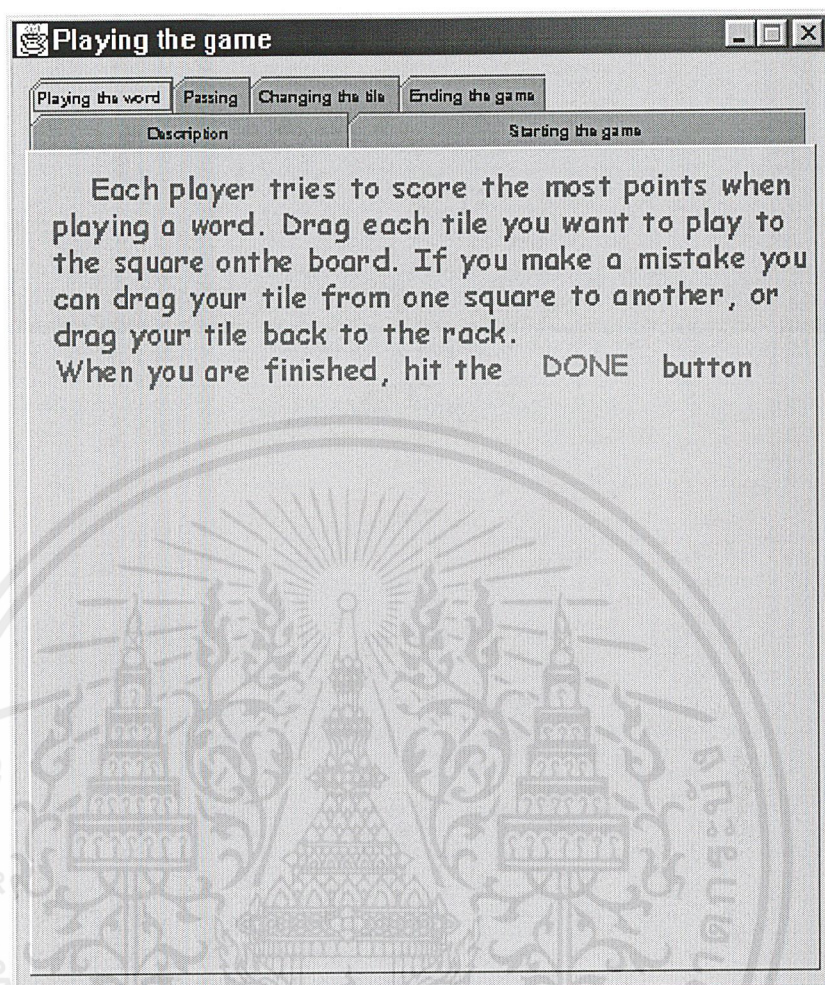 Playing the game
Playing the word Passing Changing the tile Ending the game
Description Starting the game
Each player tries to score the most points when
playing a word. Drag each tile you want to play to
the square onthe board. If you make a mistake you
can drag your tile from one square to another, or
drag your tile back to the rack.
When you are finished, hit the DONE button